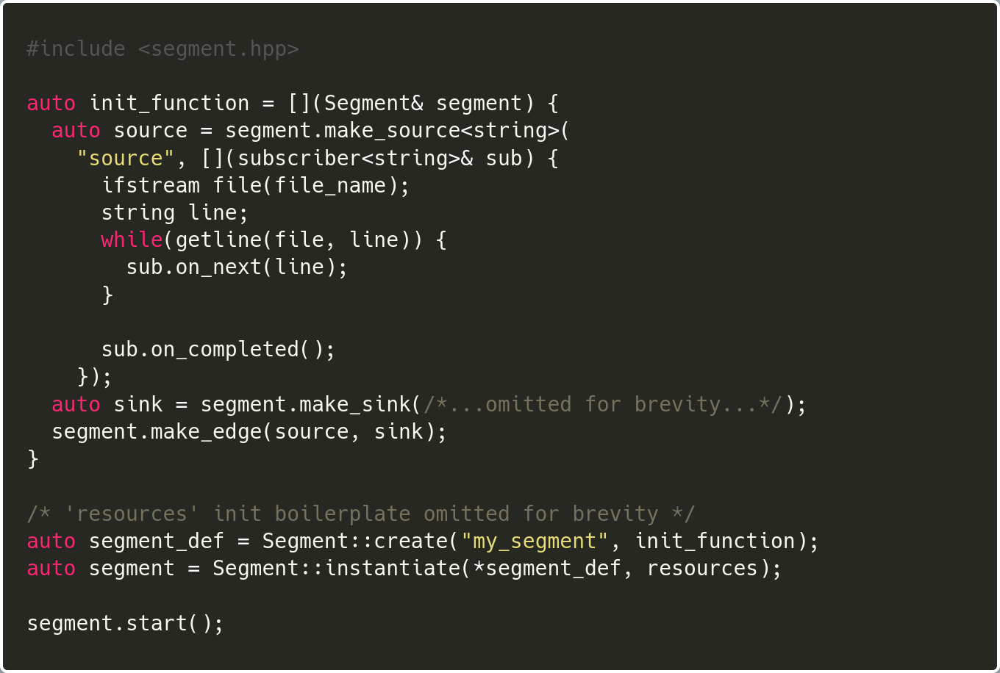 #include <segment.hpp>

auto init_function = [](Segment& segment) {
  auto source = segment.make_source<string>(
    "source", [](subscriber<string>& sub) {
      ifstream file(file_name);
      string line;
      while(getline(file, line)) {
        sub.on_next(line);
      }

      sub.on_completed();
    });
  auto sink = segment.make_sink(/*...omitted for brevity...*/);
  segment.make_edge(source, sink);
}

/* 'resources' init boilerplate omitted for brevity */
auto segment_def = Segment::create("my_segment", init_function);
auto segment = Segment::instantiate(*segment_def, resources);

segment.start();